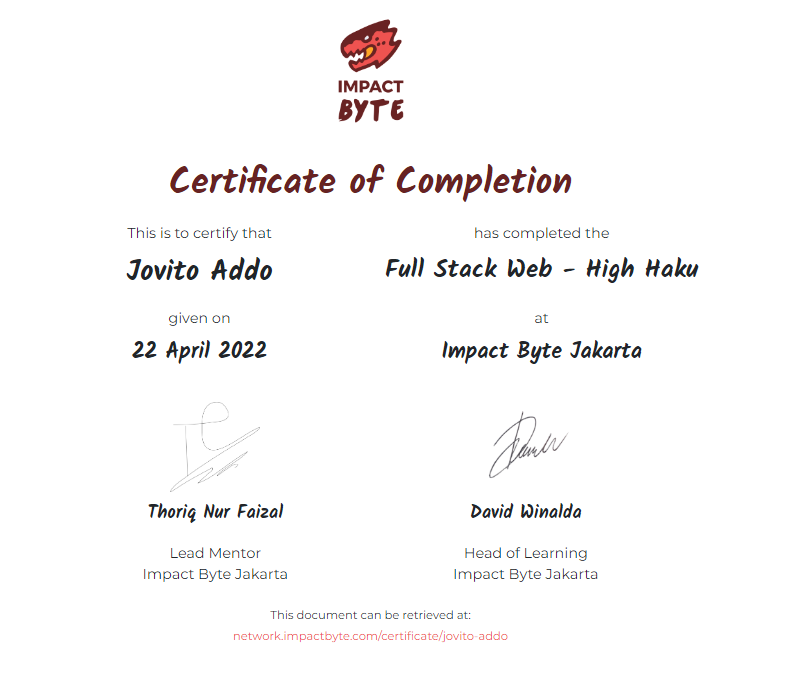 IMPACT
BYTE
Certificate of Completion
This is to certify that
Jovito Addo
has completed the
Full Stack Web - High Haku
given on
22 April 2022
at
Impact Byte Jakarta
Thoriq Nur Faizal
Lead Mentor
Impact Byte Jakarta
David Winalda
Head of Learning
Impact Byte Jakarta
This document can be retrieved at:
network.impactbyte.com/certificate/jovito-addo